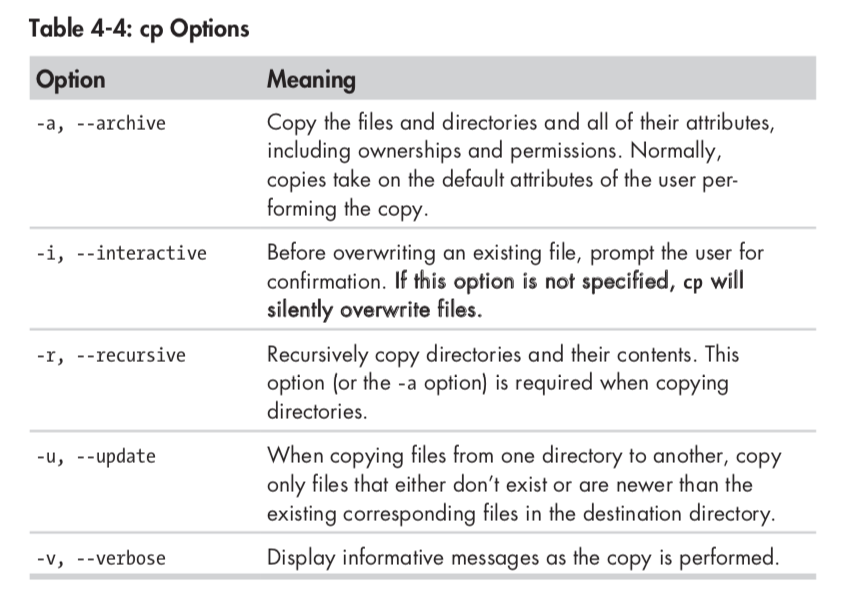 Table 4-4: cp Options
Option Meaning
-a, --archive Copy the files and directories and all of their attributes,
including ownerships and permissions. Normally,
copies take on the default attributes of the user per-
forming the copy.
-i, --interactive Before overwriting an existing file, prompt the user for
confirmation. If this option is not specified, cp will
silently overwrite files.
-r, --recursive Recursively copy directories and their contents. This
option (or the -a option) is required when copying
directories.
-u, --update When copying files from one directory to another, copy
only files that either don't exist or are newer than the
existing corresponding files in the destination directory.
-v, --verbose Display informative messages as the copy is performed.